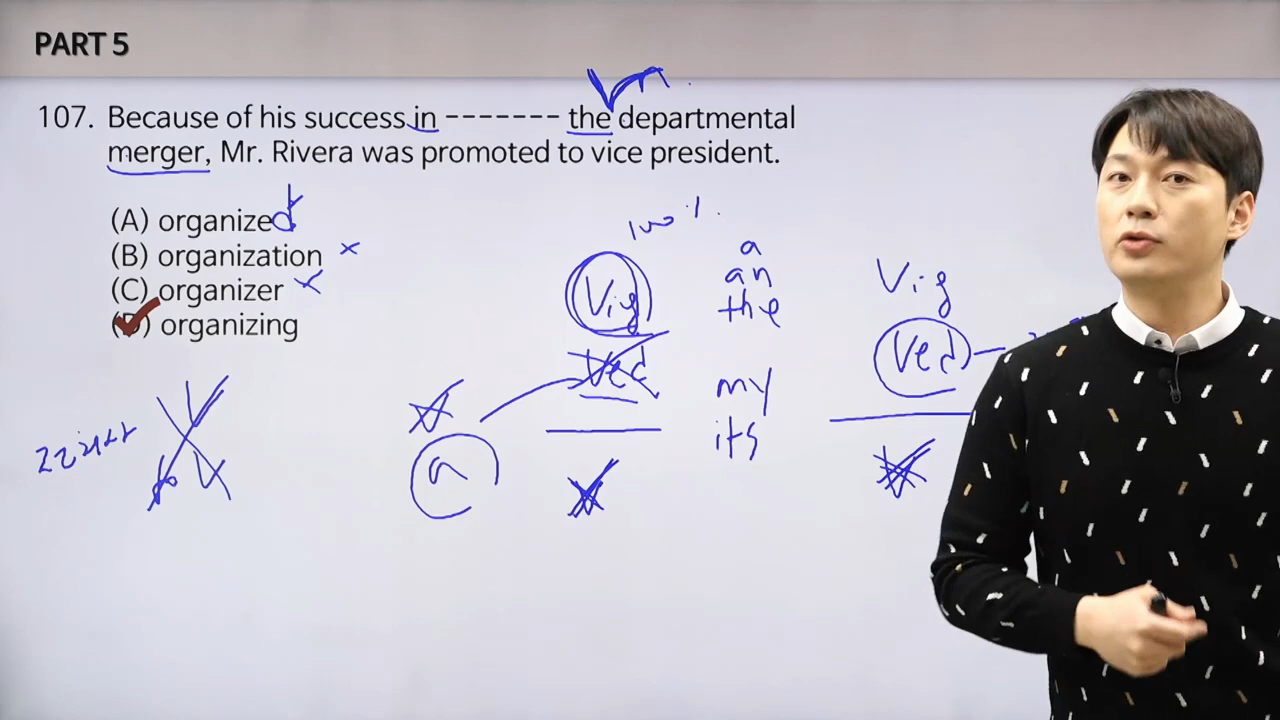 PART 5
107. Because of his success in ------- the departmental
merger, Mr. Rivera was promoted to vice president.
(A) organized
(B) organization
(C) organizer
(D) organizing
100%
Ving
Ved
a
an
the
my
its
Ving
Ved
a